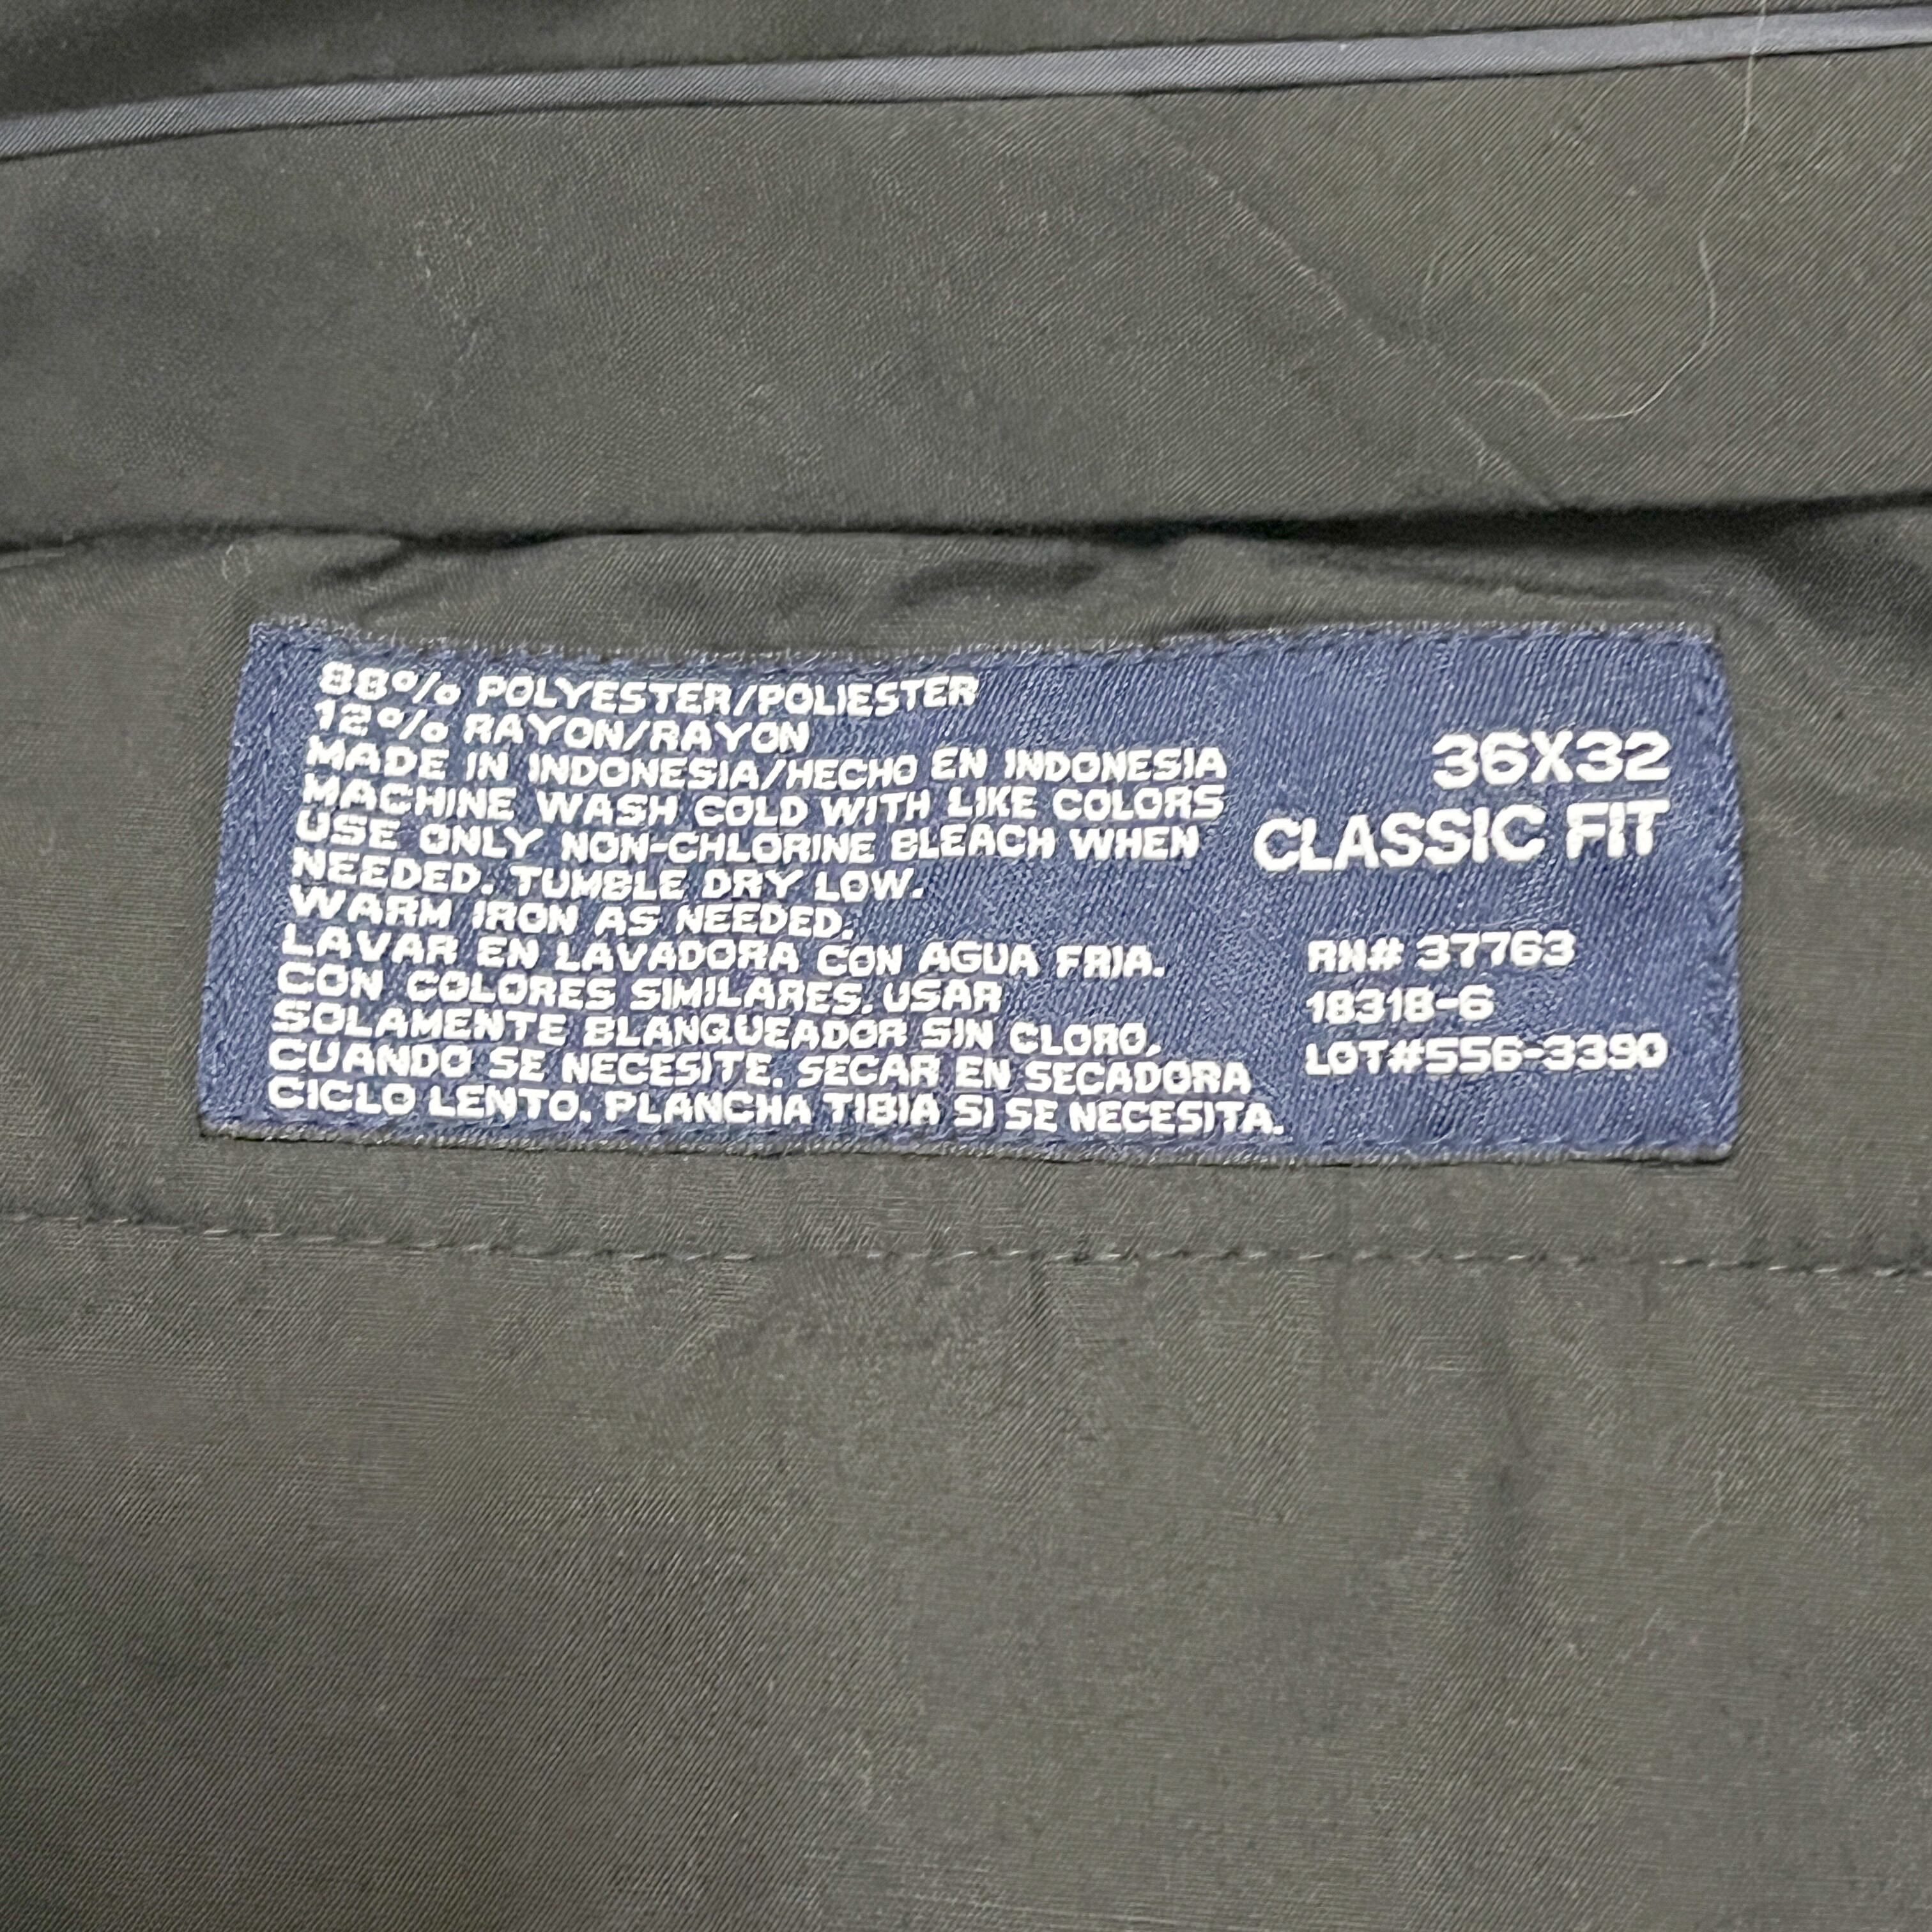 88% POLYESTER/POLIESTER
12% RAYON/RAYON
MADE IN INDONESIA/HECHO EN INDONESIA
MACHINE WASH COLD WITH LIKE COLORS
USE ONLY NON-CHLORINE BLEACH WHEN
NEEDED. TUMBLE DRY LOW.
WARM IRON AS NEEDED.
LAVAR EN LAVADORA CON AGUA FRIA.
CON COLORES SIMILARES. USAR
SOLAMENTE BLANQUEADOR SIN CLORO,
CUANDO SE NECESITE. SECAR EN SECADORA
CICLO LENTO. PLANCHA TIBIA SI SE NECESITA.
36X32
CLASSIC FIT
RN# 37763
18318-6
LOT#556-3390